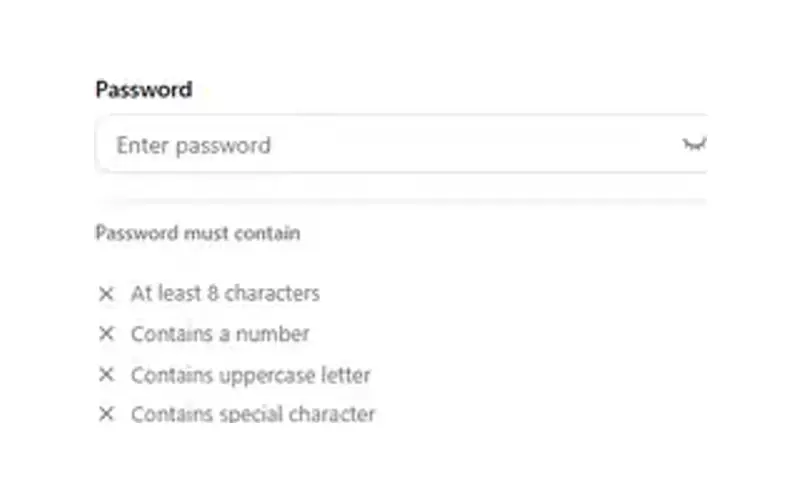 Password
Enter password
Password must contain
At least 8 characters
Contains a number
Contains uppercase letter
Contains special character